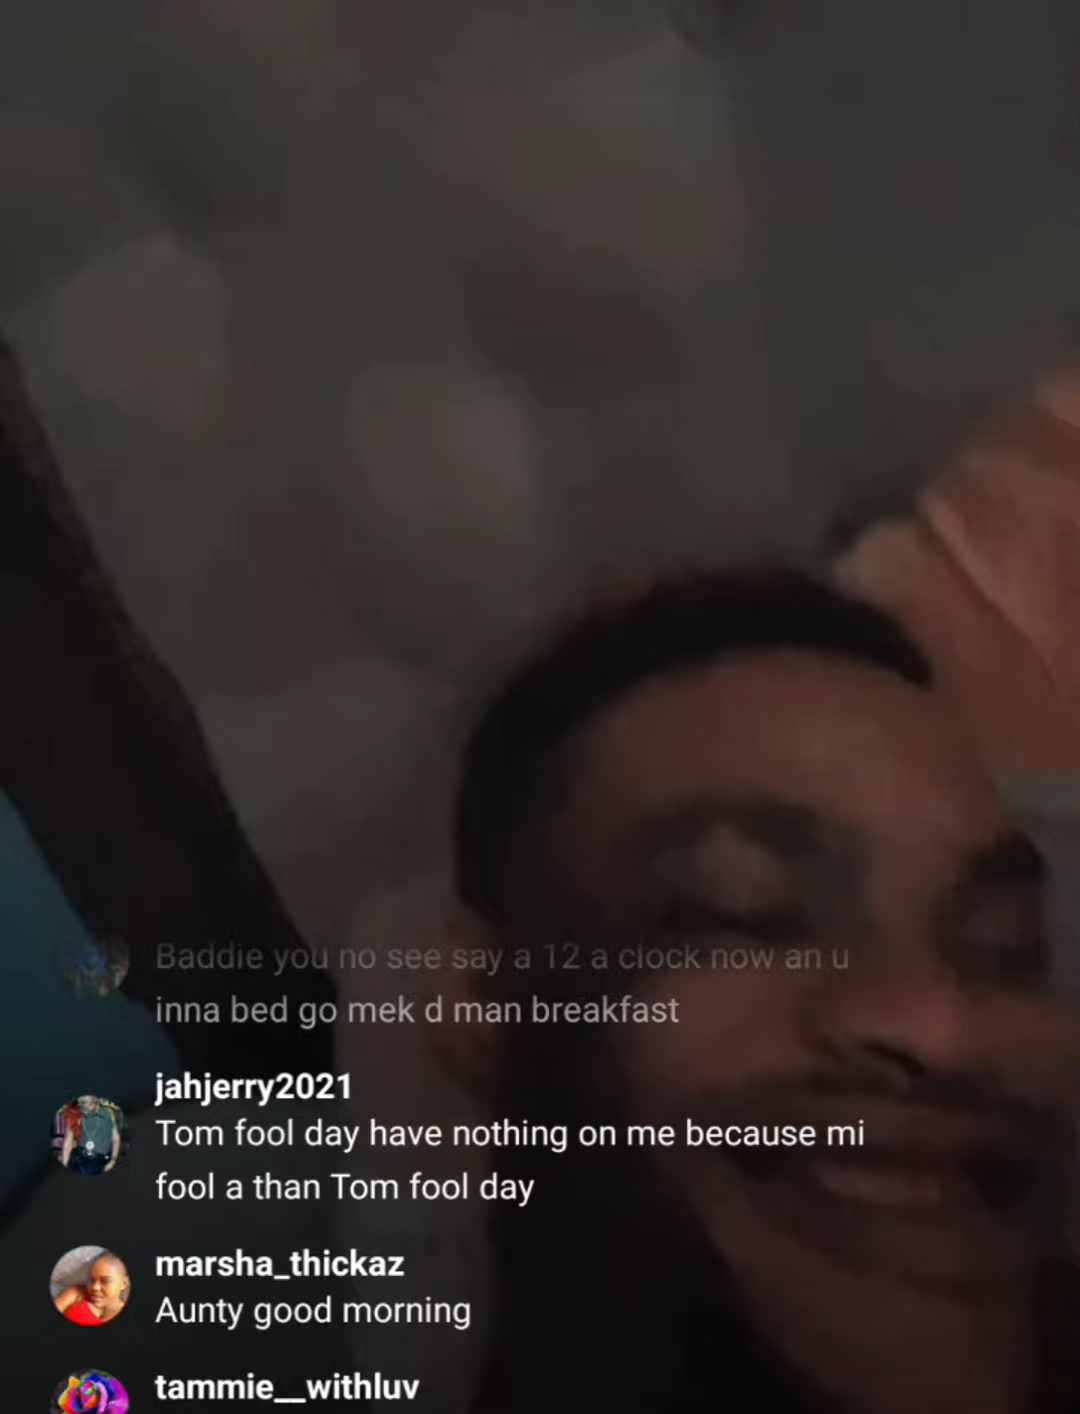 Baddie you no see say a 12 a clock now an u
inna bed go mek d man breakfast
jahjerry2021
Tom fool day have nothing on me because mi
fool a than Tom fool day
marsha_thickaz
Aunty good morning
tammie__withluv